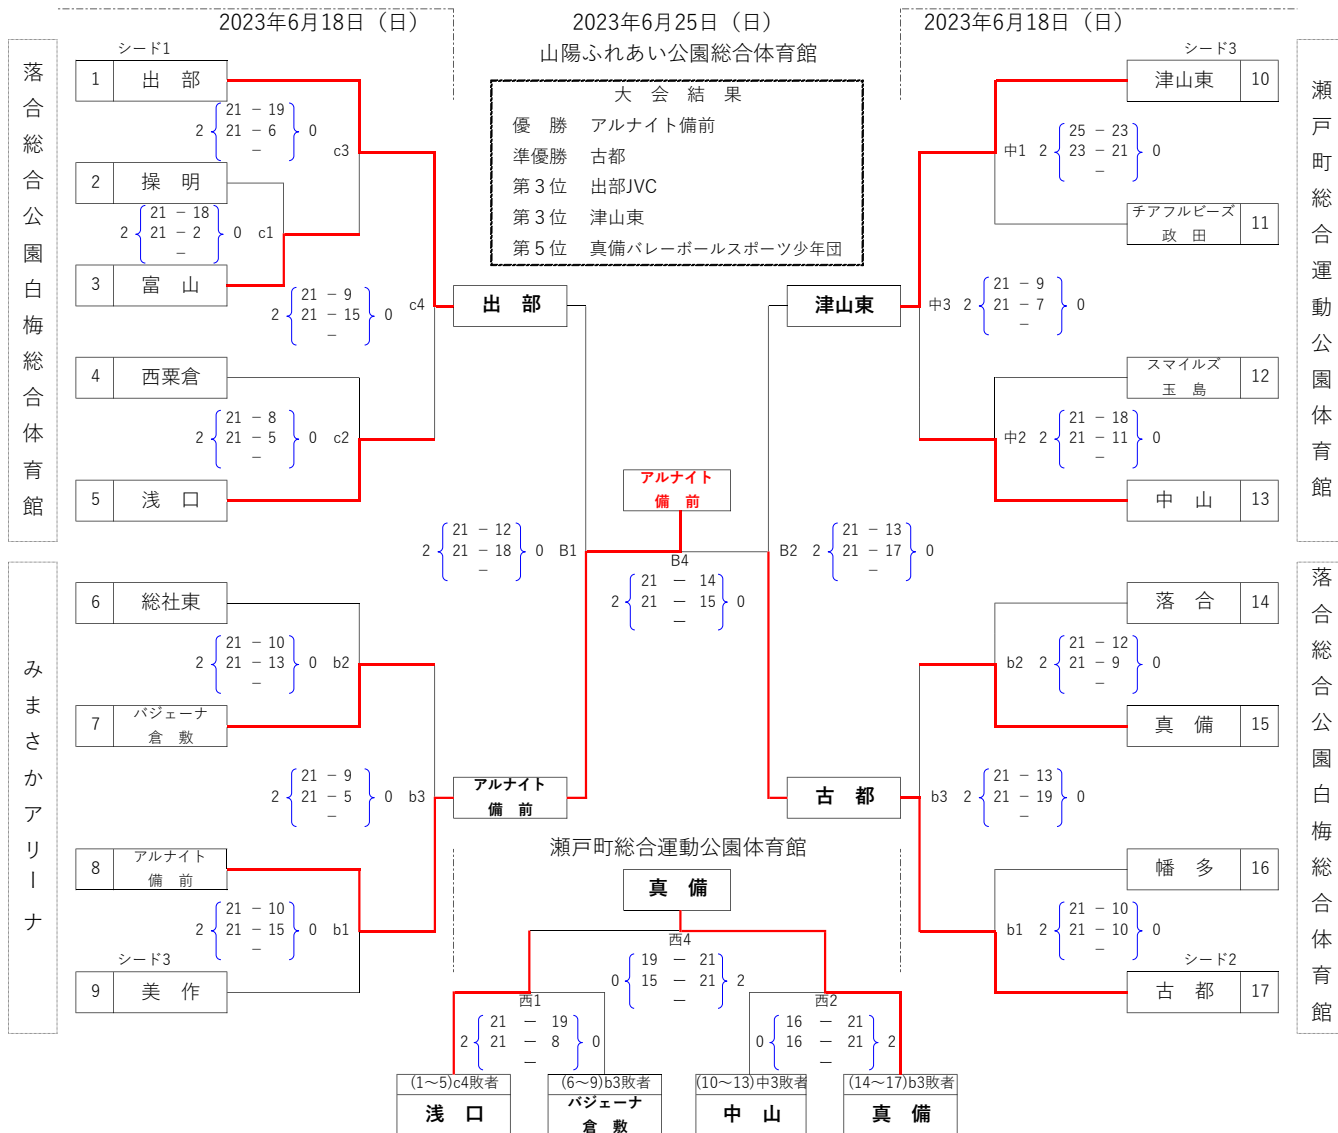 2023年6月18日（日）
2023年6月25日（日）
2023年6月18日（日）
山陽ふれあい公園総合体育館
大 会 結 果
優 勝 アルナイト備前
準優勝 古都
第３位 出部JVC
第３位 津山東
第５位 真備バレーボールスポーツ少年団
落合総合公園白梅総合体育館
シード1
1 出 部
21 － 19
2 21 － 6 0
－
c3
2 操 明
21 － 18
2 21 － 2 0 c1
－
3 富 山
21 － 9
2 21 － 15 0
－
c4
出 部
4 西粟倉
21 － 8
2 21 － 5 0 c2
－
5 浅 口
みまさかアリーナ
6 総社東
21 － 10
2 21 － 13 0 b2
－
7 バジェーナ
倉 敷
21 － 9
2 21 － 5 0 b3
－
アルナイト
備 前
8 アルナイト
備 前
21 － 10
2 21 － 15 0 b1
－
シード3
9 美 作
21 － 12
2 21 － 18 0 B1
－
アルナイト
備 前
B4
21 － 14
2 21 － 15 0
－
21 － 13
B2 2 21 － 17 0
－
瀬戸町総合運動公園体育館
シード3
津山東 10
25 － 23
中1 2 23 － 21 0
－
チアフルビーズ
政 田 11
津山東
21 － 9
中3 2 21 － 7 0
－
スマイルズ
玉 島 12
21 － 18
中2 2 21 － 11 0
－
中 山 13
落合総合公園白梅総合体育館
落 合 14
21 － 12
b2 2 21 － 9 0
－
真 備 15
古 都
21 － 13
b3 2 21 － 19 0
－
幡 多 16
21 － 10
b1 2 21 － 10 0
－
シード2
古 都 17
瀬戸町総合運動公園体育館
真 備
西4
19 － 21
0 15 － 21 2
－
西1
21 － 19
2 21 － 8 0
－
西2
16 － 21
0 16 － 21 2
－
(1～5)c4敗者
浅 口
(6～9)b3敗者
バジェーナ
倉 敷
(10～13)中3敗者
中 山
(14～17)b3敗者
真 備